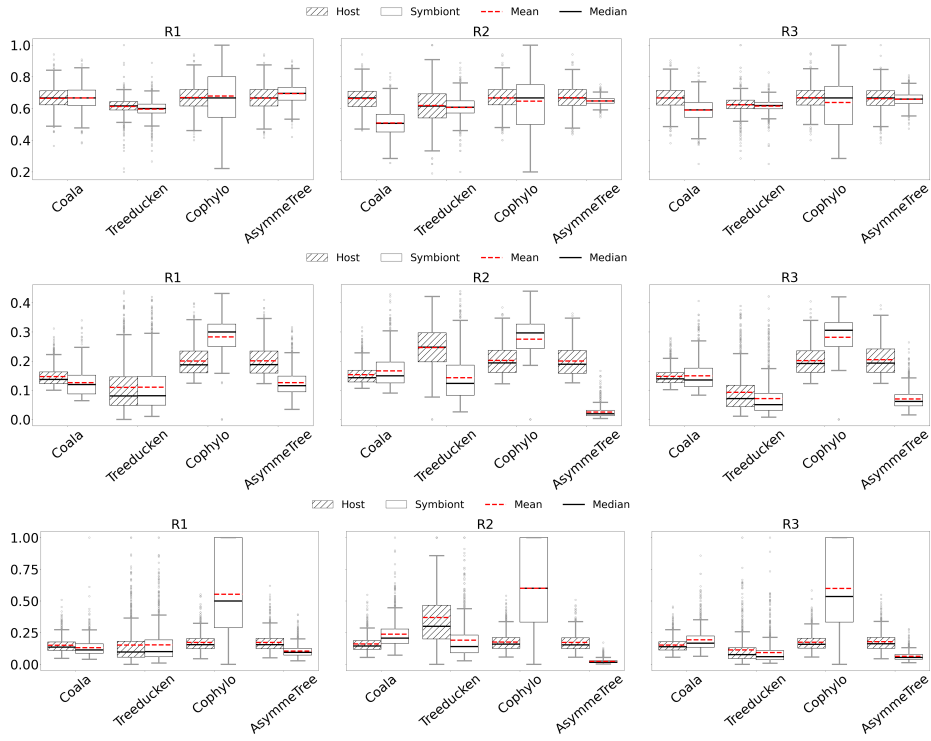 Host Symbiont Mean Median
R1 R2 R3
1.0
0.8
0.6
0.4
0.2
Coala Treeducken Cophylo AsymmeTree Coala Treeducken Cophylo AsymmeTree Coala Treeducken Cophylo AsymmeTree
Host Symbiont Mean Median
R1 R2 R3
0.4
0.3
0.2
0.1
0.0
Coala Treeducken Cophylo AsymmeTree Coala Treeducken Cophylo AsymmeTree Coala Treeducken Cophylo AsymmeTree
Host Symbiont Mean Median
R1 R2 R3
1.00
0.75
0.50
0.25
0.00
Coala Treeducken Cophylo AsymmeTree Coala Treeducken Cophylo AsymmeTree Coala Treeducken Cophylo AsymmeTree